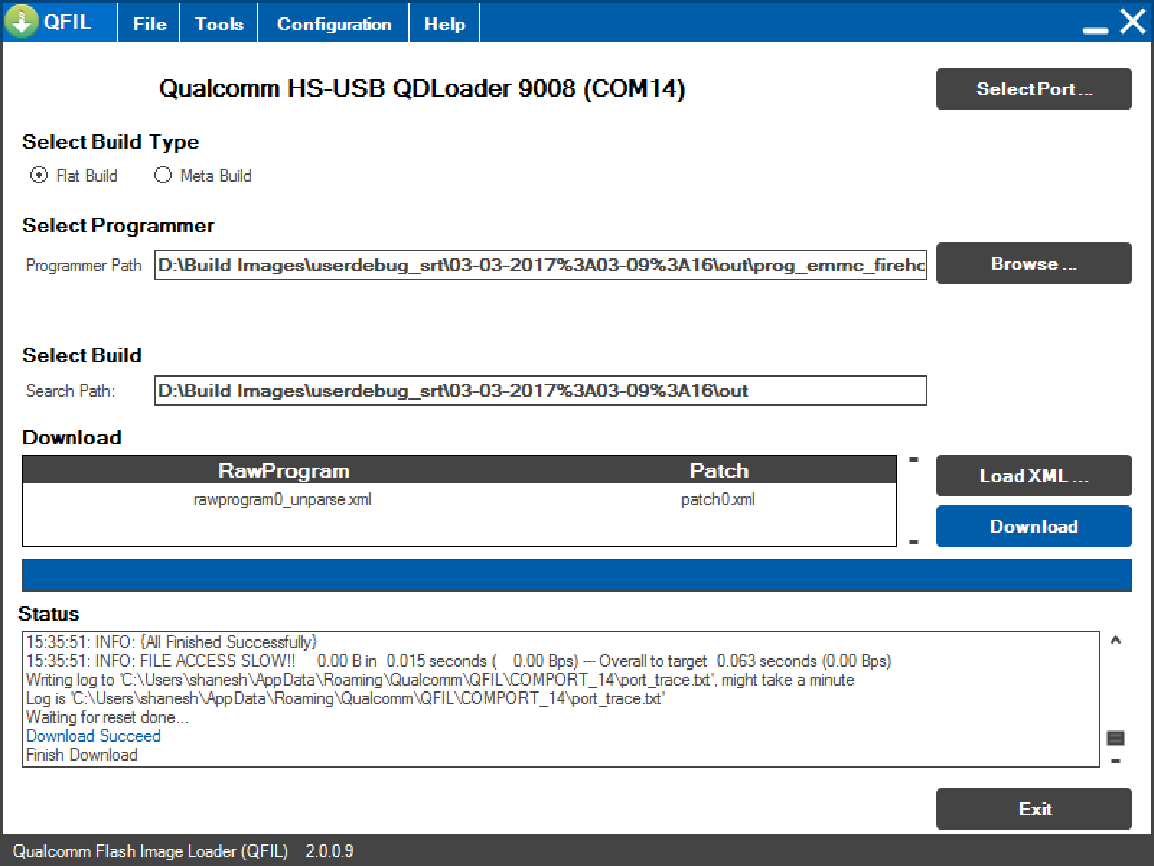 QFIL File Tools Configuration Help
Qualcomm HS-USB QDLoader 9008 (COM14)
Select Port ...
Select Build Type
Flat Build Meta Build
Select Programmer
Programmer Path D:\Build Images\userdebug_srt\03-03-2017%3A03-09%3A16\out\prog_emmc_fireho
Browse ...
Select Build
Search Path: D:\Build Images\userdebug_srt\03-03-2017%3A03-09%3A16\out
Download
RawProgram Patch
rawprogram0_unparse.xml patch0.xml
Load XML ...
Download
Status
15:35:51: INFO: {All Finished Successfully}
15:35:51: INFO: FILE ACCESS SLOW!! 0.00 B in 0.015 seconds ( 0.00 Bps) --- Overall to target 0.063 seconds (0.00 Bps)
Writing log to 'C:\Users\shanesh\AppData\Roaming\Qualcomm\QFIL\COMPORT_14\port_trace.txt', might take a minute
Log is 'C:\Users\shanesh\AppData\Roaming\Qualcomm\QFIL\COMPORT_14\port_trace.txt'
Waiting for reset done...
Download Succeed
Finish Download
Exit
Qualcomm Flash Image Loader (QFIL) 2.0.0.9